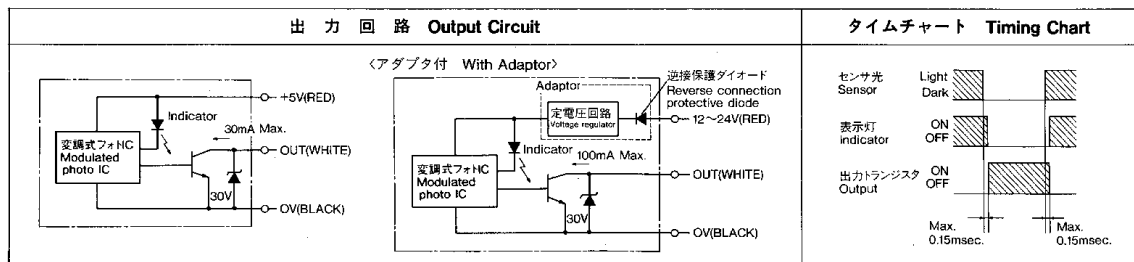 出力回路 Output Circuit
タイムチャート Timing Chart
+5V(RED)
Indicator
30mA Max.
変調式フォトIC
Modulated
photo IC
OUT(WHITE)
30V
OV(BLACK)
〈アダプタ付 With Adaptor〉
逆接保護ダイオード
Reverse connection
protective diode
Adaptor
定電圧回路
Voltage regulator
12~24V(RED)
Indicator
100mA Max.
変調式フォトIC
Modulated
photo IC
OUT(WHITE)
30V
OV(BLACK)
センサ光 Light
Sensor Dark
表示灯 ON
indicator OFF
出力トランジスタ ON
Output OFF
Max.
0.15msec.
Max.
0.15msec.